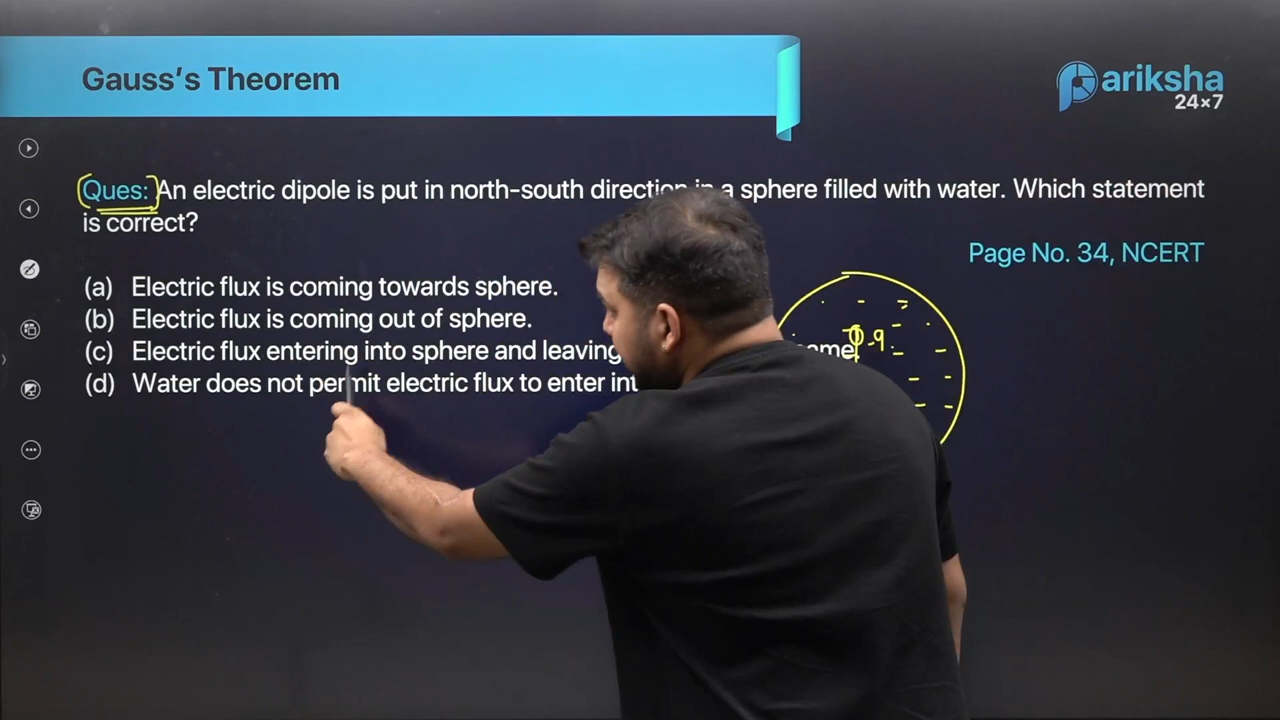 Gauss's Theorem
ariksha
24×7
Ques: An electric dipole is put in north-south direction in a sphere filled with water. Which statement
is correct?
Page No. 34, NCERT
(a) Electric flux is coming towards sphere.
(b) Electric flux is coming out of sphere.
(c) Electric flux entering into sphere and leaving
(d) Water does not permit electric flux to enter